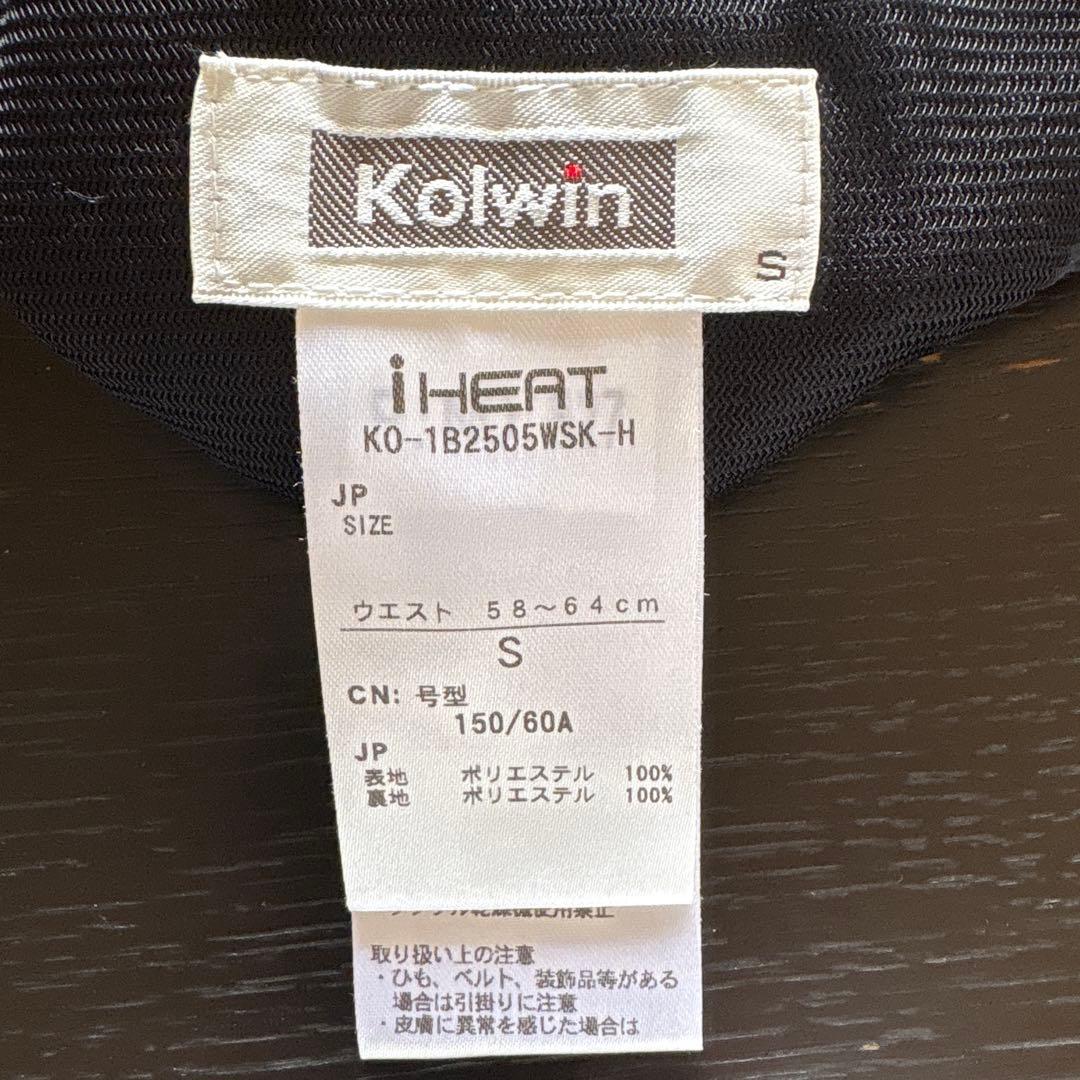 Kolwin
S
iHEAT
KO-1B2505WSK-H
JP
SIZE
ウエスト 58～64cm
S
CN: 号型
150/60A
JP
表地 ポリエステル 100%
裏地 ポリエステル 100%
取り扱い上の注意
・ひも、ベルト、装飾品等がある
場合は引掛りに注意
・皮膚に異常を感じた場合は